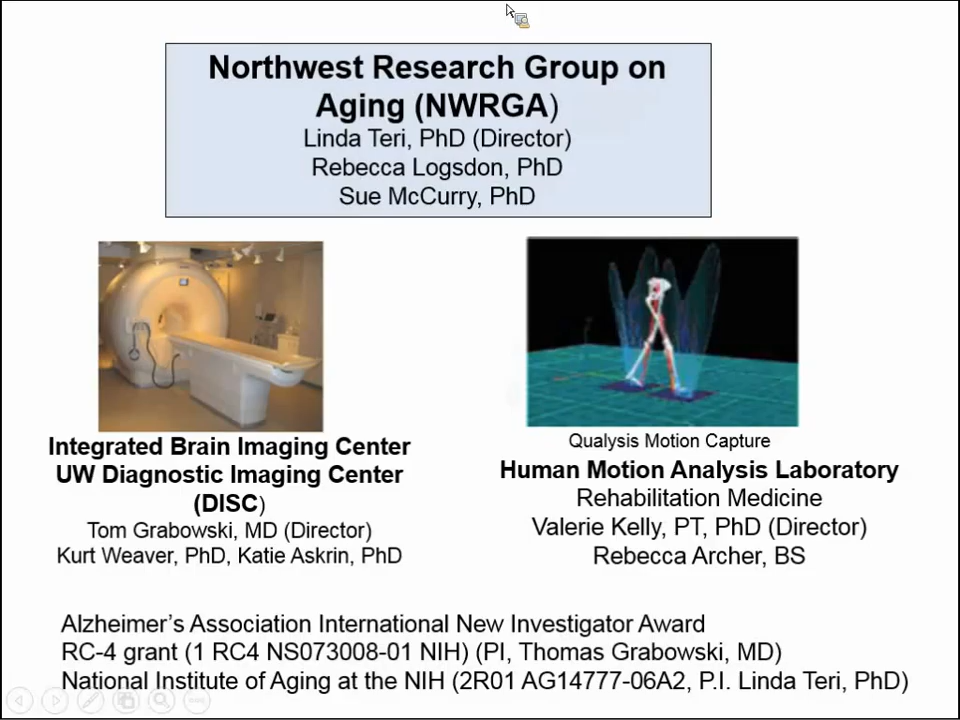 Northwest Research Group on
Aging (NWRGA)
Linda Teri, PhD (Director)
Rebecca Logsdon, PhD
Sue McCurry, PhD
Integrated Brain Imaging Center
UW Diagnostic Imaging Center
(DISC)
Tom Grabowski, MD (Director)
Kurt Weaver, PhD, Katie Askrin, PhD
Qualysis Motion Capture
Human Motion Analysis Laboratory
Rehabilitation Medicine
Valerie Kelly, PT, PhD (Director)
Rebecca Archer, BS
Alzheimer’s Association International New Investigator Award
RC-4 grant (1 RC4 NS073008-01 NIH) (PI, Thomas Grabowski, MD)
National Institute of Aging at the NIH (2R01 AG14777-06A2, P.I. Linda Teri, PhD)